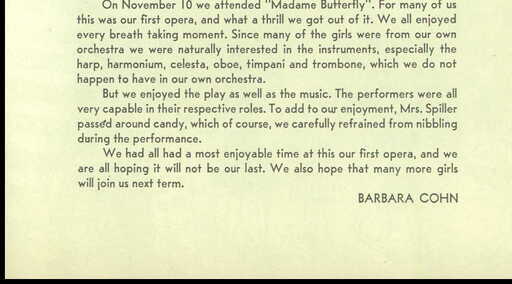 On November 10 we attended "Madame Butterfly". For many of us
this was our first opera, and what a thrill we got out of it. We all enjoyed
every breath taking moment. Since many of the girls were from our own
orchestra we were naturally interested in the instruments, especially the
harp, harmonium, celesta, oboe, timpani and trombone, which we do not
happen to have in our own orchestra.
But we enjoyed the play as well as the music. The performers were all
very capable in their respective roles. To add to our enjoyment, Mrs. Spiller
passed around candy, which of course, we carefully refrained from nibbling
during the performance.
We had all had a most enjoyable time at this our first opera, and we
are all hoping it will not be our last. We also hope that many more girls
will join us next term.
BARBARA COHN